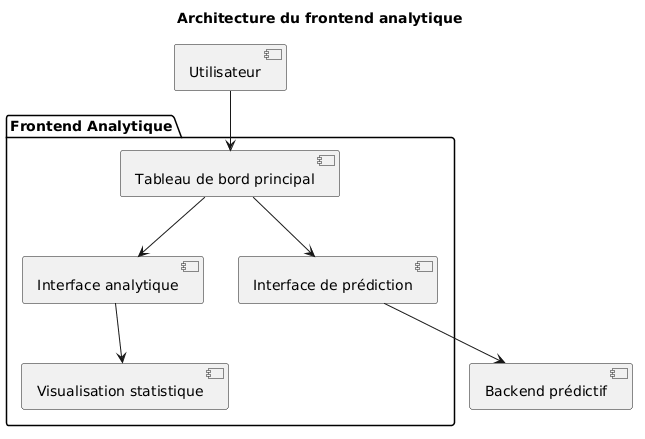 Architecture du frontend analytique
Utilisateur
Frontend Analytique
Tableau de bord principal
Interface analytique
Interface de prédiction
Visualisation statistique
Backend prédictif